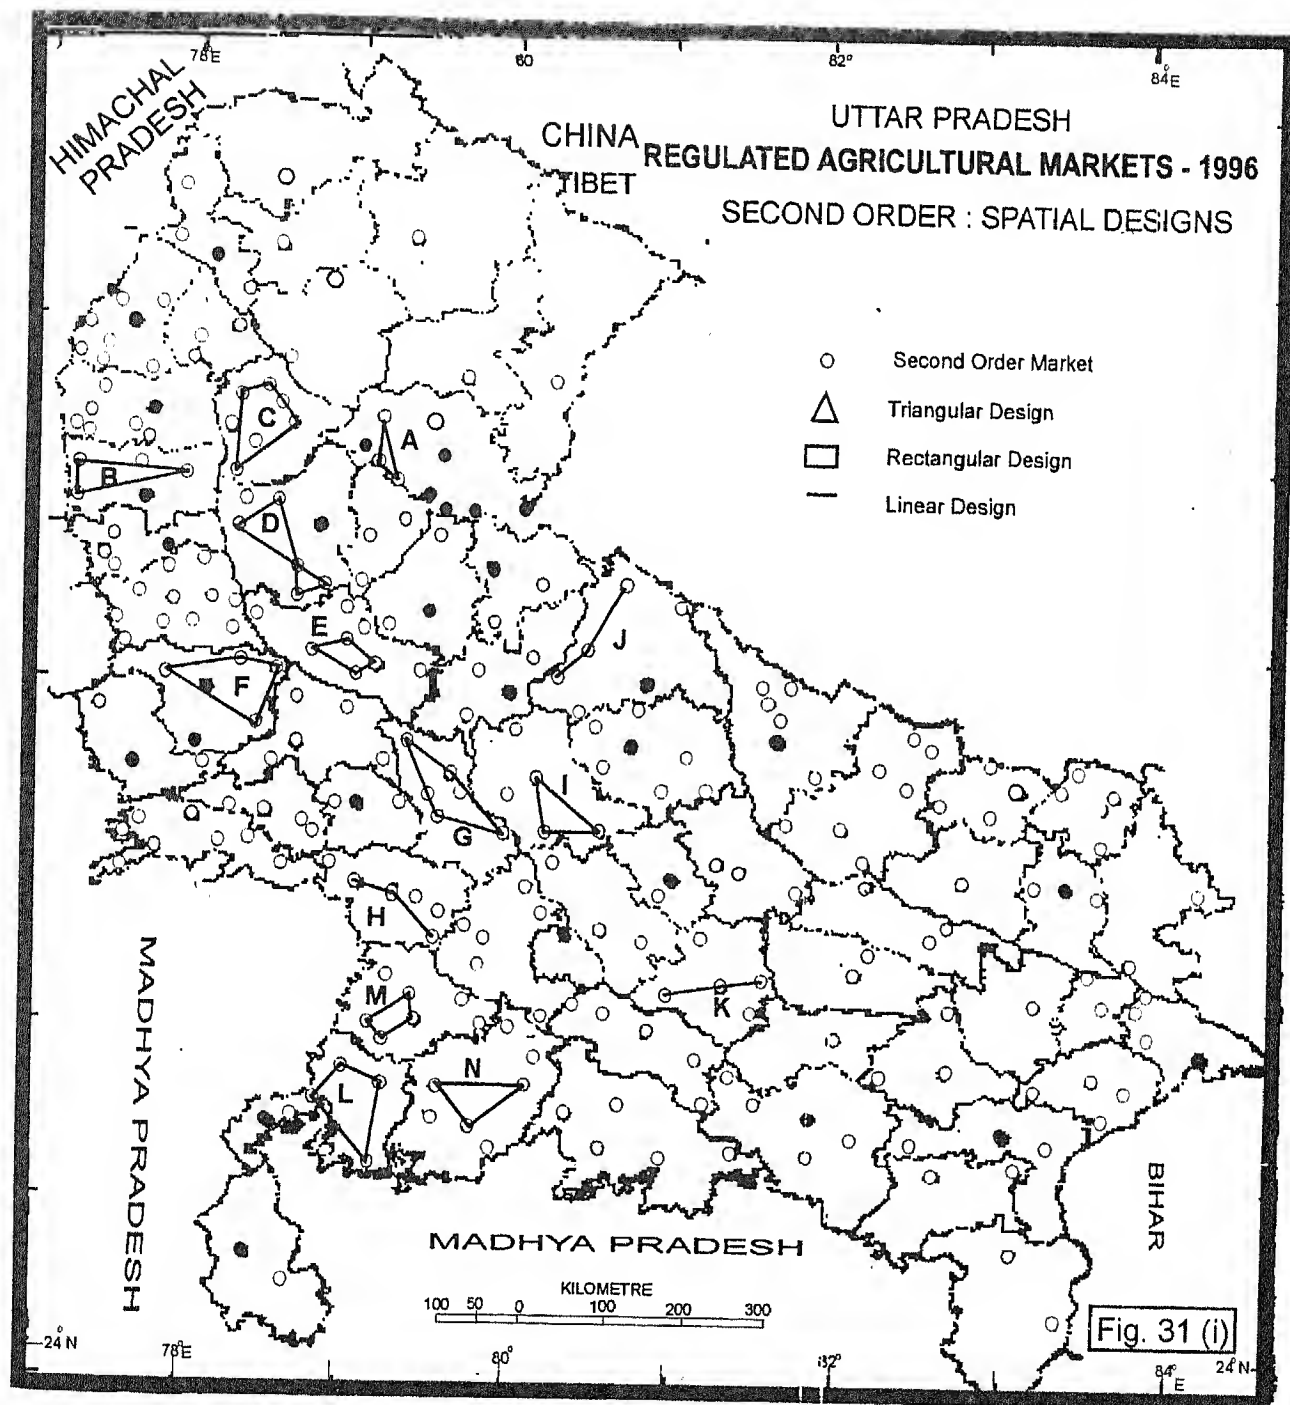 78°E
60
82°
84°E
HIMACHAL
PRADESH
CHINA
TIBET
UTTAR PRADESH
REGULATED AGRICULTURAL MARKETS - 1996
SECOND ORDER : SPATIAL DESIGNS
Second Order Market
Triangular Design
Rectangular Design
Linear Design
C
A
B
D
E
J
F
I
G
H
M
K
N
L
MADHYA PRADESH
BIHAR
MADHYA PRADESH
KILOMETRE
100 50 0 100 200 300
Fig. 31 (i)
24°N
78°E
80°
82°
84°E
24°N